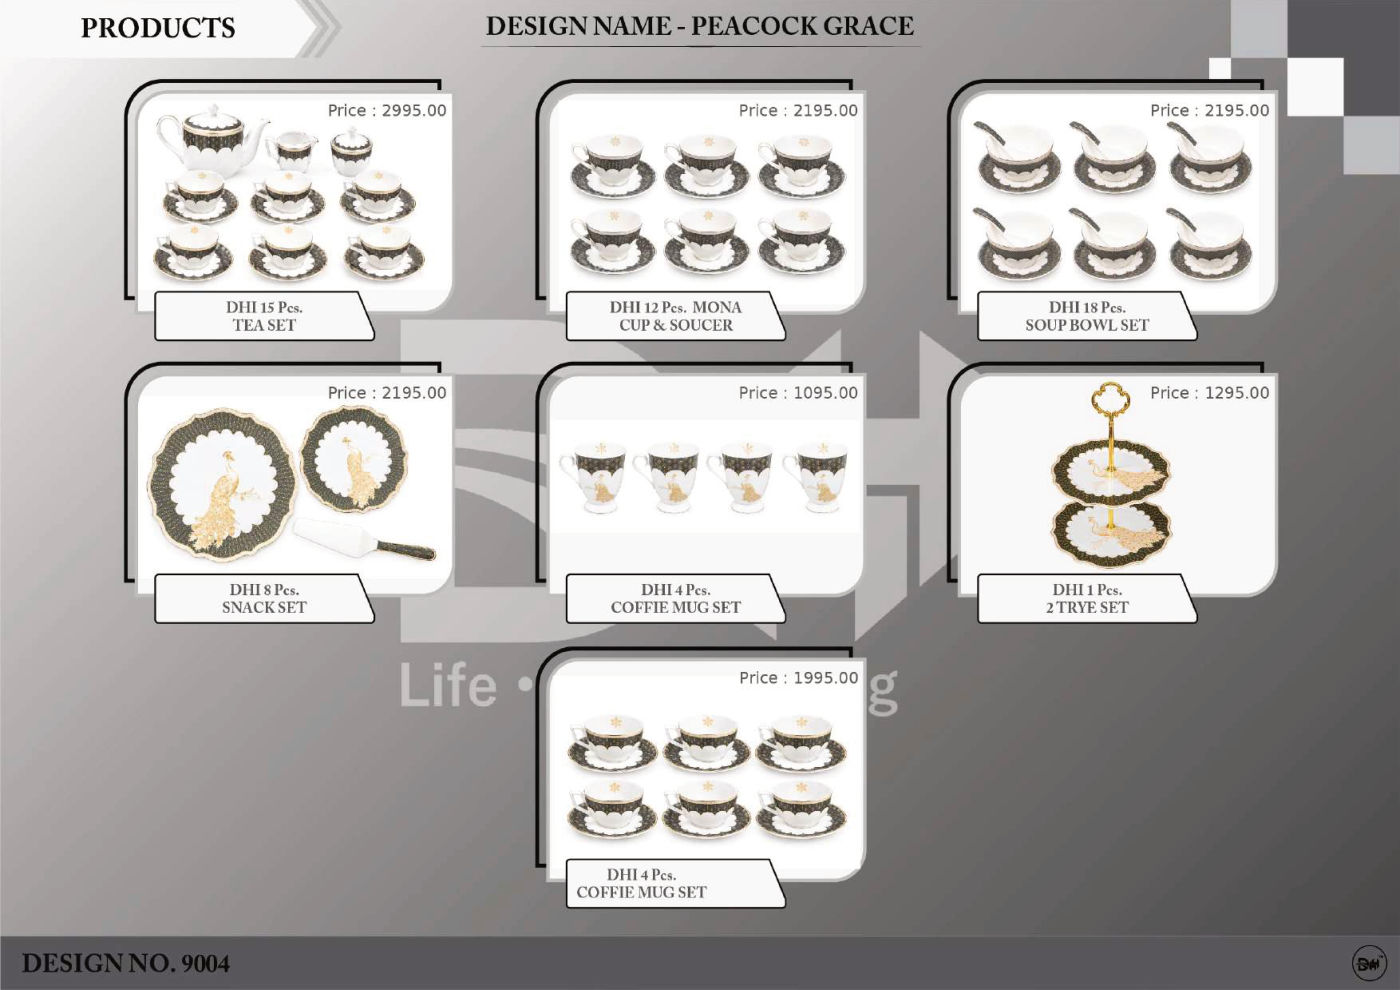 PRODUCTS
DESIGN NAME - PEACOCK GRACE
Price : 2995.00
DHI 15 Pcs.
TEA SET
Price : 2195.00
DHI 12 Pcs. MONA
CUP & SOUCER
Price : 2195.00
DHI 18 Pcs.
SOUP BOWL SET
Price : 2195.00
DHI 8 Pcs.
SNACK SET
Price : 1095.00
DHI 4 Pcs.
COFFIE MUG SET
Price : 1295.00
DHI 1 Pcs.
2 TRYE SET
Life •
g
Price : 1995.00
DHI 4 Pcs.
COFFIE MUG SET
DESIGN NO. 9004